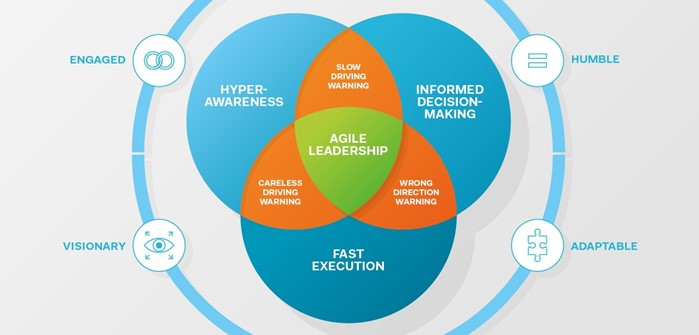 ENGAGED
HUMBLE
SLOW
DRIVING
WARNING
HYPER-
AWARENESS
INFORMED
DECISION-
MAKING
AGILE
LEADERSHIP
CARELESS
DRIVING
WARNING
WRONG
DIRECTION
WARNING
VISIONARY
ADAPTABLE
FAST
EXECUTION